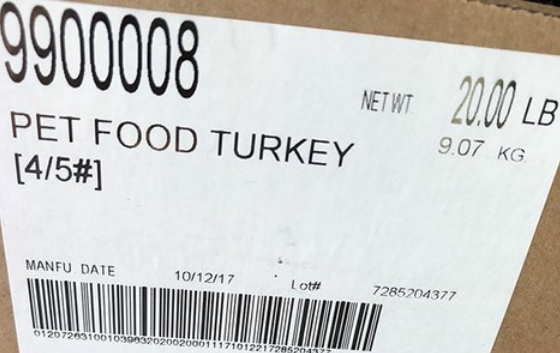 9900008
NET WT. 20.00 LB
9.07 KG
PET FOOD TURKEY
[4/5#]
MANFU DATE 10/12/17 Lot# 7285204377